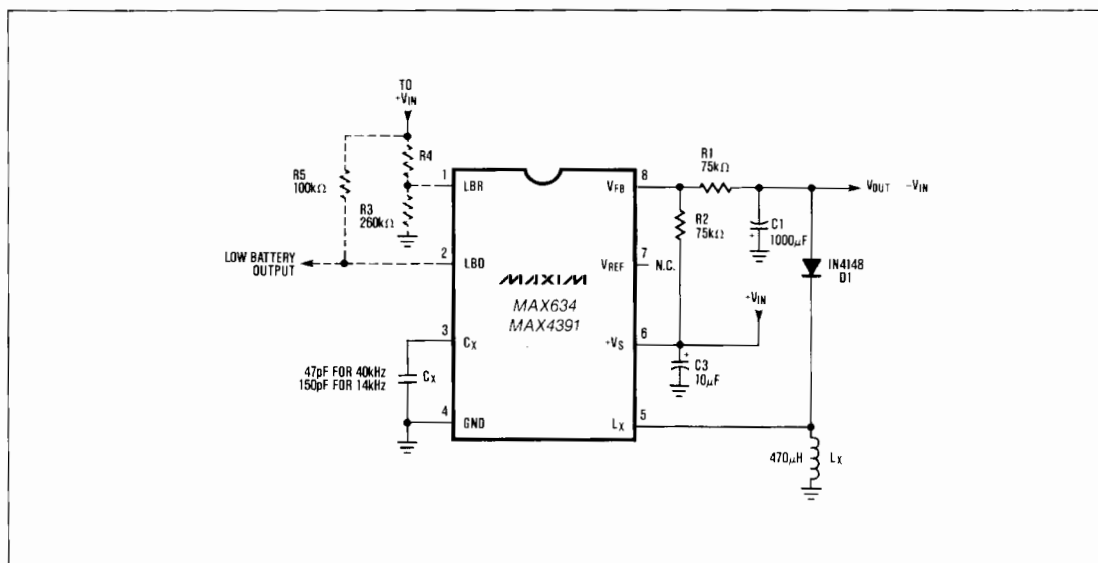 TO
+VIN
R4
R5
100kΩ
R3
260kΩ
LOW BATTERY
OUTPUT
1
LBR
2
LBD
3
CX
4
GND
47pF FOR 40kHz
150pF FOR 14kHz
CX
MAXIM
MAX634
MAX4391
8
VFB
7
VREF
N.C.
6
+VS
5
LX
R1
75kΩ
R2
75kΩ
VOUT -VIN
C1
+
1000μF
IN4148
D1
+VIN
+
C3
10μF
470μH
LX